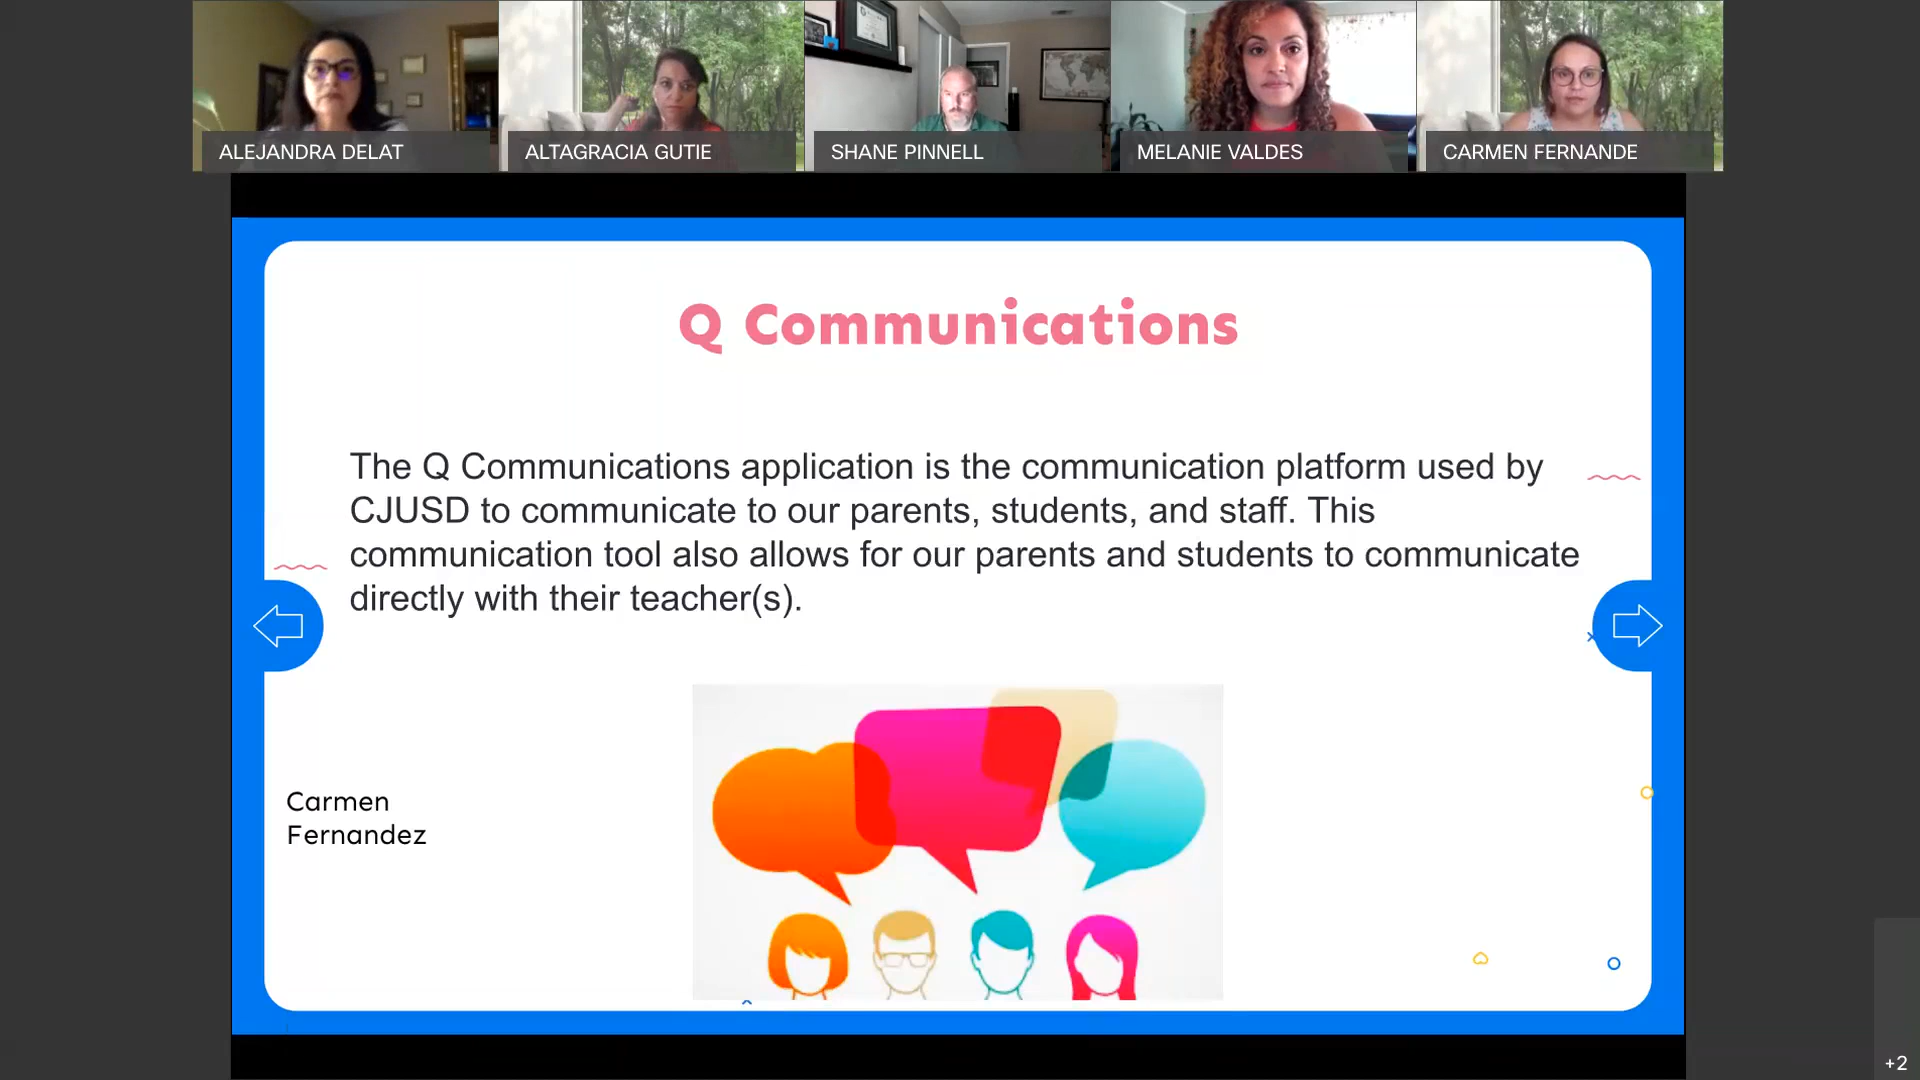 ALEJANDRA DELAT
ALTAGRACIA GUTIE
SHANE PINNELL
MELANIE VALDES
CARMEN FERNANDE
Q Communications
The Q Communications application is the communication platform used by
CJUSD to communicate to our parents, students, and staff. This
communication tool also allows for our parents and students to communicate
directly with their teacher(s).
Carmen
Fernandez
+2